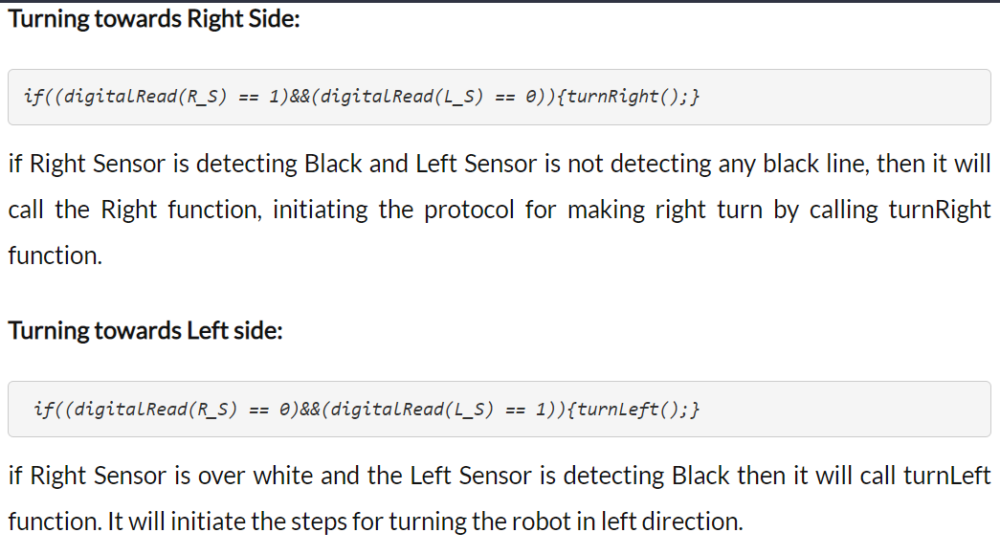 Turning towards Right Side:
if((digitalRead(R_S) == 1)&&(digitalRead(L_S) == 0)){turnRight();}
if Right Sensor is detecting Black and Left Sensor is not detecting any black line, then it will
call the Right function, initiating the protocol for making right turn by calling turnRight
function.
Turning towards Left side:
if((digitalRead(R_S) == 0)&&(digitalRead(L_S) == 1)){turnLeft();}
if Right Sensor is over white and the Left Sensor is detecting Black then it will call turnLeft
function. It will initiate the steps for turning the robot in left direction.